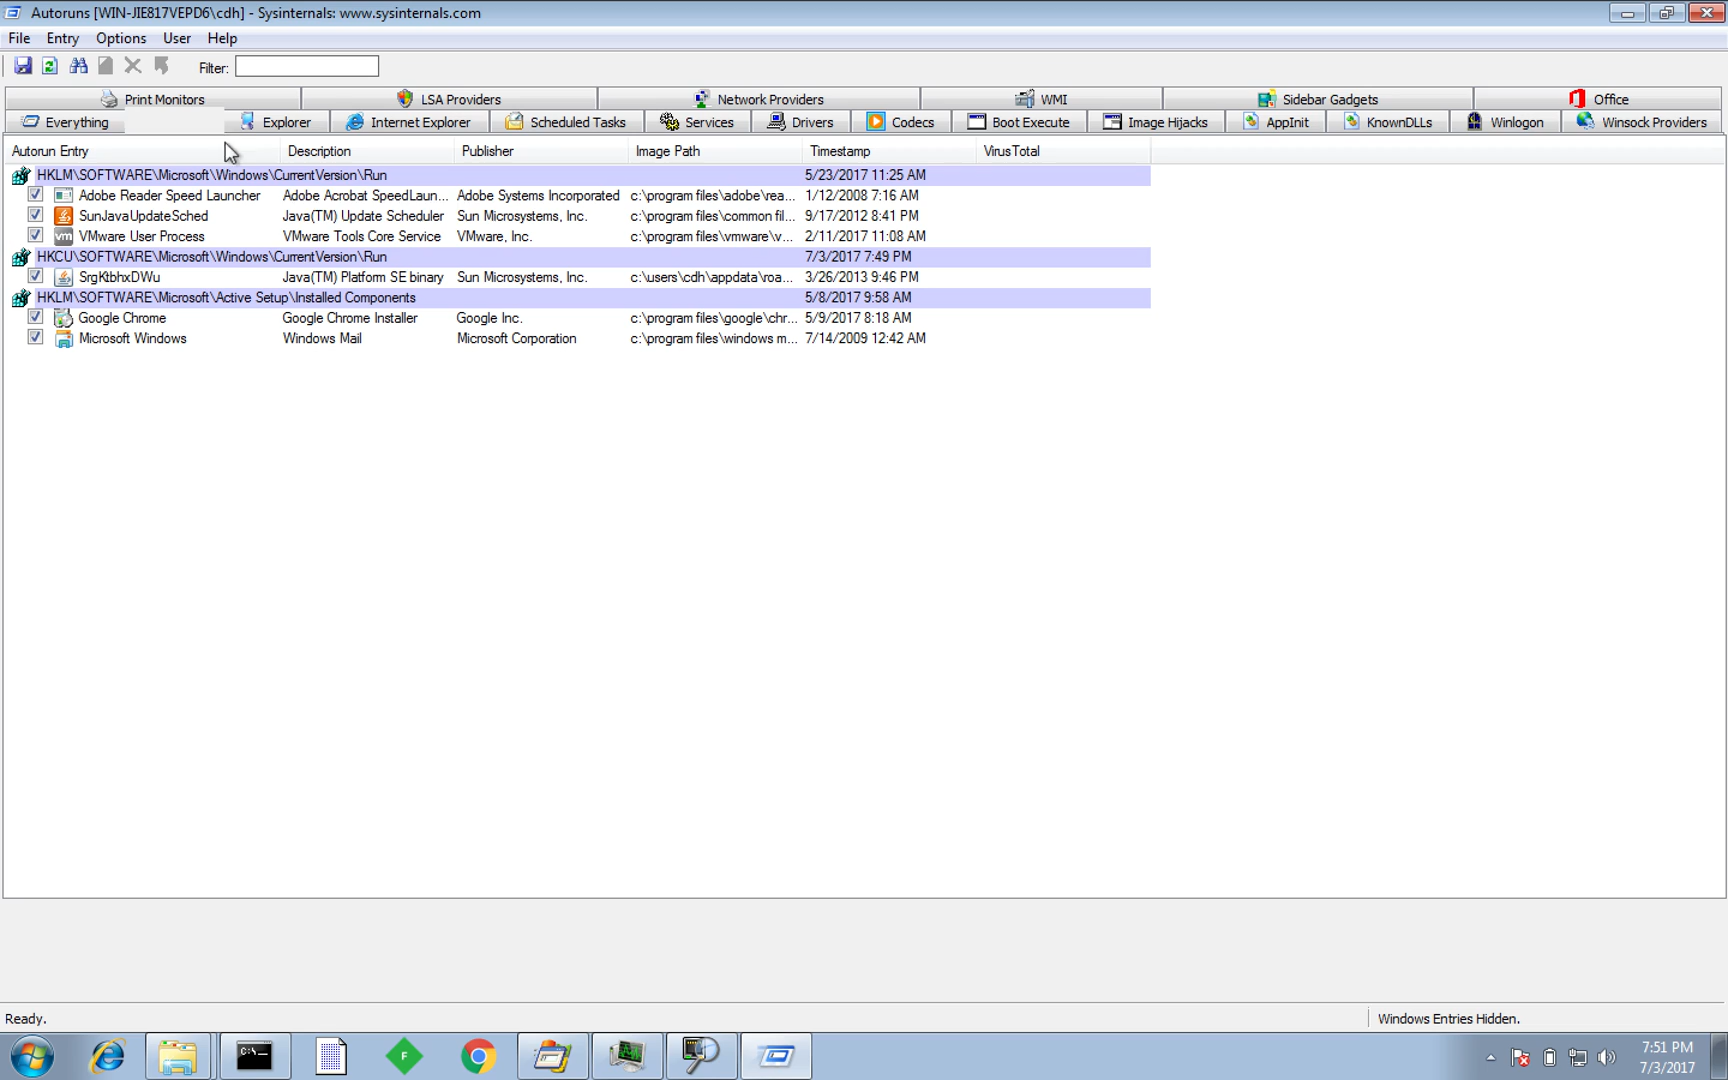 Autoruns [WIN-JIE817VEPD6\cdh] - Sysinternals: www.sysinternals.com
File Entry Options User Help
Filter:
Print Monitors LSA Providers Network Providers WMI Sidebar Gadgets Office
Everything Explorer Internet Explorer Scheduled Tasks Services Drivers Codecs Boot Execute Image Hijacks AppInit KnownDLLs Winlogon Winsock Providers
Autorun Entry Description Publisher Image Path Timestamp VirusTotal
HKLM\SOFTWARE\Microsoft\Windows\CurrentVersion\Run 5/23/2017 11:25 AM
Adobe Reader Speed Launcher Adobe Acrobat SpeedLaun... Adobe Systems Incorporated c:\program files\adobe\rea... 1/12/2008 7:16 AM
SunJavaUpdateSched Java(TM) Update Scheduler Sun Microsystems, Inc. c:\program files\common fil... 9/17/2012 8:41 PM
vm VMware User Process VMware Tools Core Service VMware, Inc. c:\program files\vmware\v... 2/11/2017 11:08 AM
HKCU\SOFTWARE\Microsoft\Windows\CurrentVersion\Run 7/3/2017 7:49 PM
SrgKtbhxDWu Java(TM) Platform SE binary Sun Microsystems, Inc. c:\users\cdh\appdata\roa... 3/26/2013 9:46 PM
HKLM\SOFTWARE\Microsoft\Active Setup\Installed Components 5/8/2017 9:58 AM
Google Chrome Google Chrome Installer Google Inc. c:\program files\google\chr... 5/9/2017 8:18 AM
Microsoft Windows Windows Mail Microsoft Corporation c:\program files\windows m... 7/14/2009 12:42 AM
Ready. Windows Entries Hidden.
C:\_
F
7:51 PM
7/3/2017